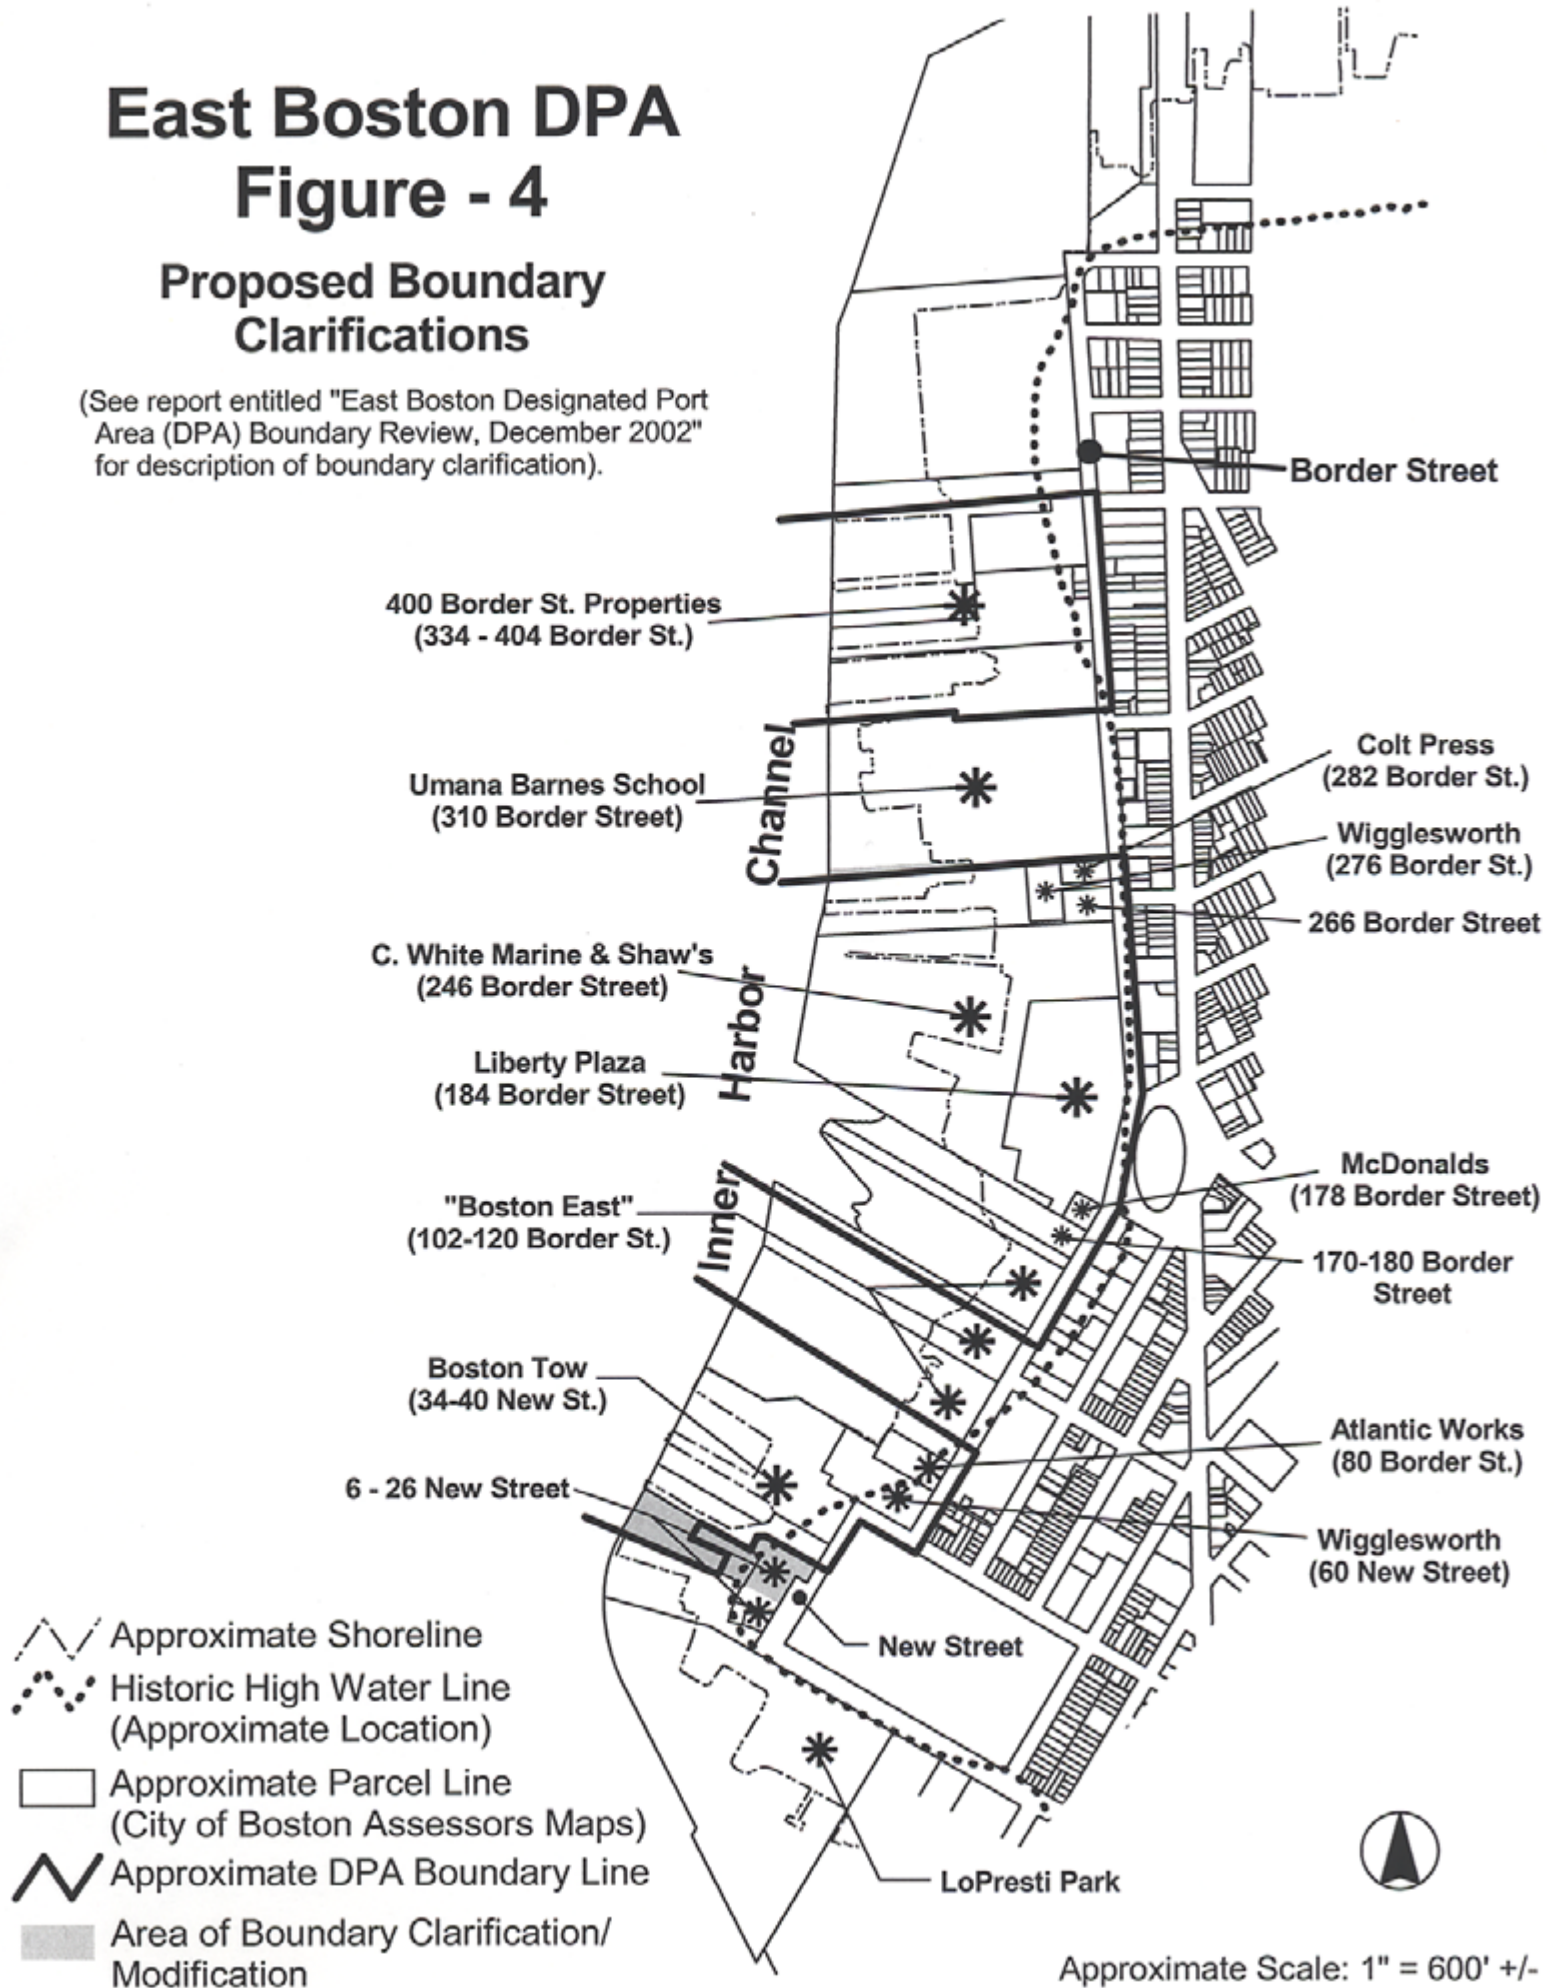 East Boston DPA
Figure - 4
Proposed Boundary
Clarifications
(See report entitled "East Boston Designated Port
Area (DPA) Boundary Review, December 2002"
for description of boundary clarification).
Border Street
400 Border St. Properties
(334 - 404 Border St.)
Umana Barnes School
(310 Border Street)
Colt Press
(282 Border St.)
Wigglesworth
(276 Border St.)
266 Border Street
C. White Marine & Shaw's
(246 Border Street)
Liberty Plaza
(184 Border Street)
Inner Harbor Channel
McDonalds
(178 Border Street)
170-180 Border
Street
"Boston East"
(102-120 Border St.)
Boston Tow
(34-40 New St.)
6 - 26 New Street
Atlantic Works
(80 Border St.)
Wigglesworth
(60 New Street)
New Street
LoPresti Park
Approximate Shoreline
Historic High Water Line
(Approximate Location)
Approximate Parcel Line
(City of Boston Assessors Maps)
Approximate DPA Boundary Line
Area of Boundary Clarification/
Modification
Approximate Scale: 1" = 600' +/-